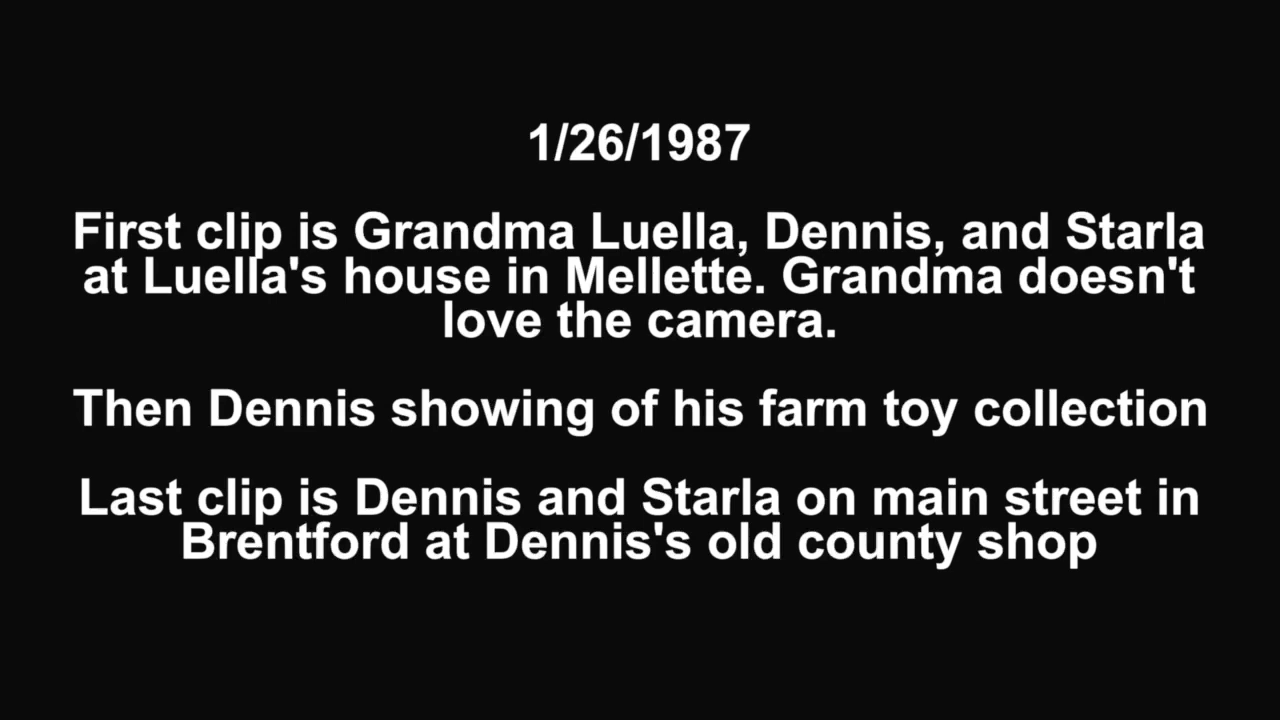 1/26/1987
First clip is Grandma Luella, Dennis, and Starla
at Luella's house in Mellette. Grandma doesn't
love the camera.
Then Dennis showing of his farm toy collection
Last clip is Dennis and Starla on main street in
Brentford at Dennis's old county shop